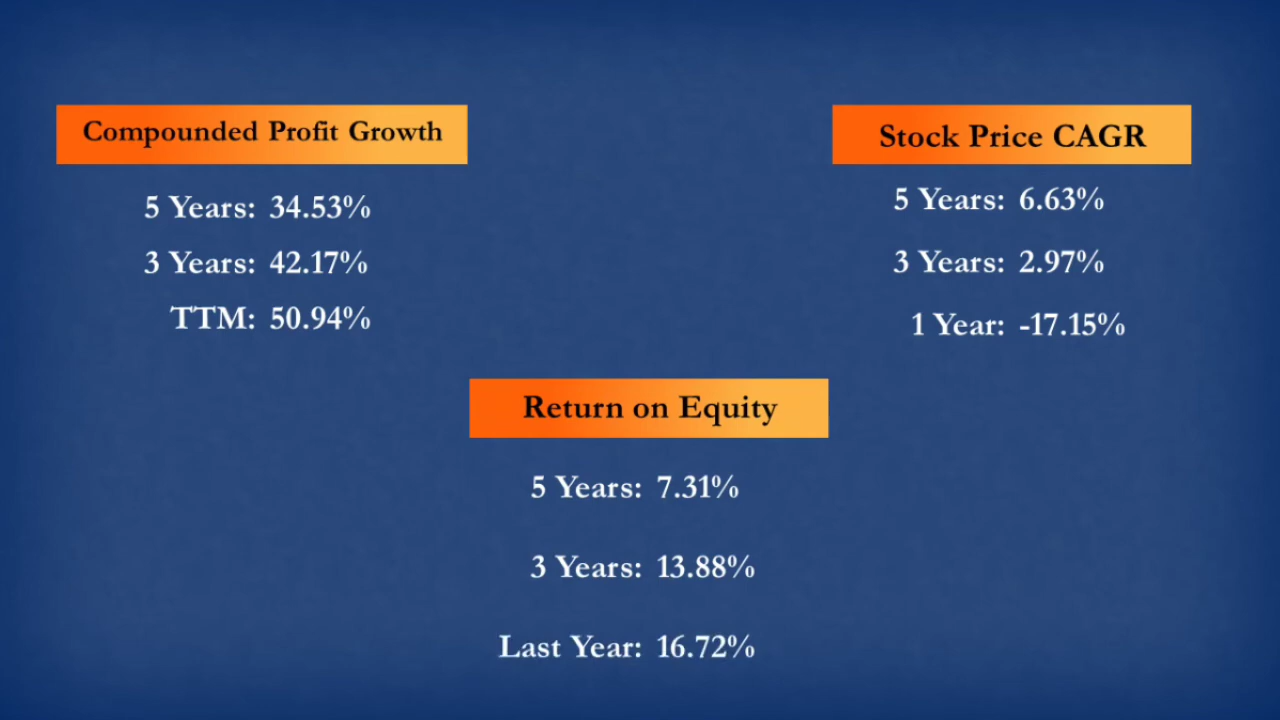 Compounded Profit Growth
5 Years: 34.53%
3 Years: 42.17%
TTM: 50.94%
Stock Price CAGR
5 Years: 6.63%
3 Years: 2.97%
1 Year: -17.15%
Return on Equity
5 Years: 7.31%
3 Years: 13.88%
Last Year: 16.72%